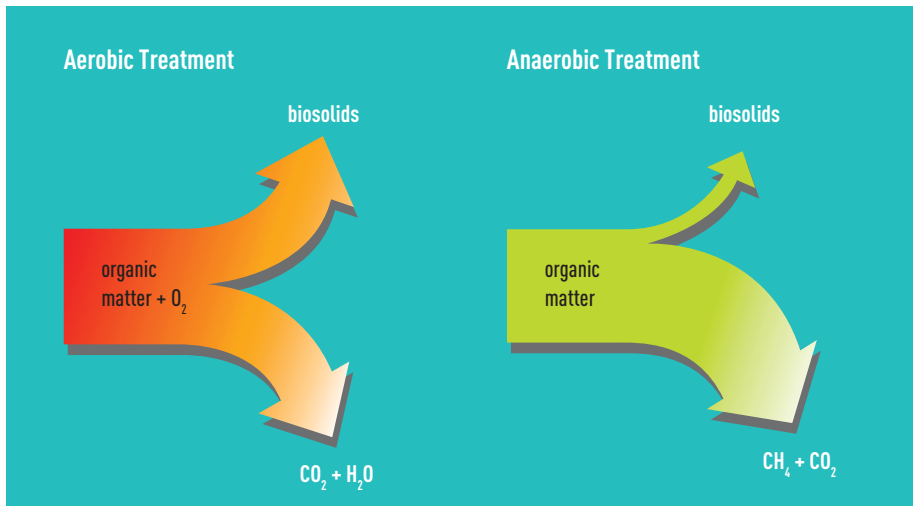 Aerobic Treatment
biosolids
organic
matter + O₂
CO₂ + H₂O
Anaerobic Treatment
biosolids
organic
matter
CH₄ + CO₂